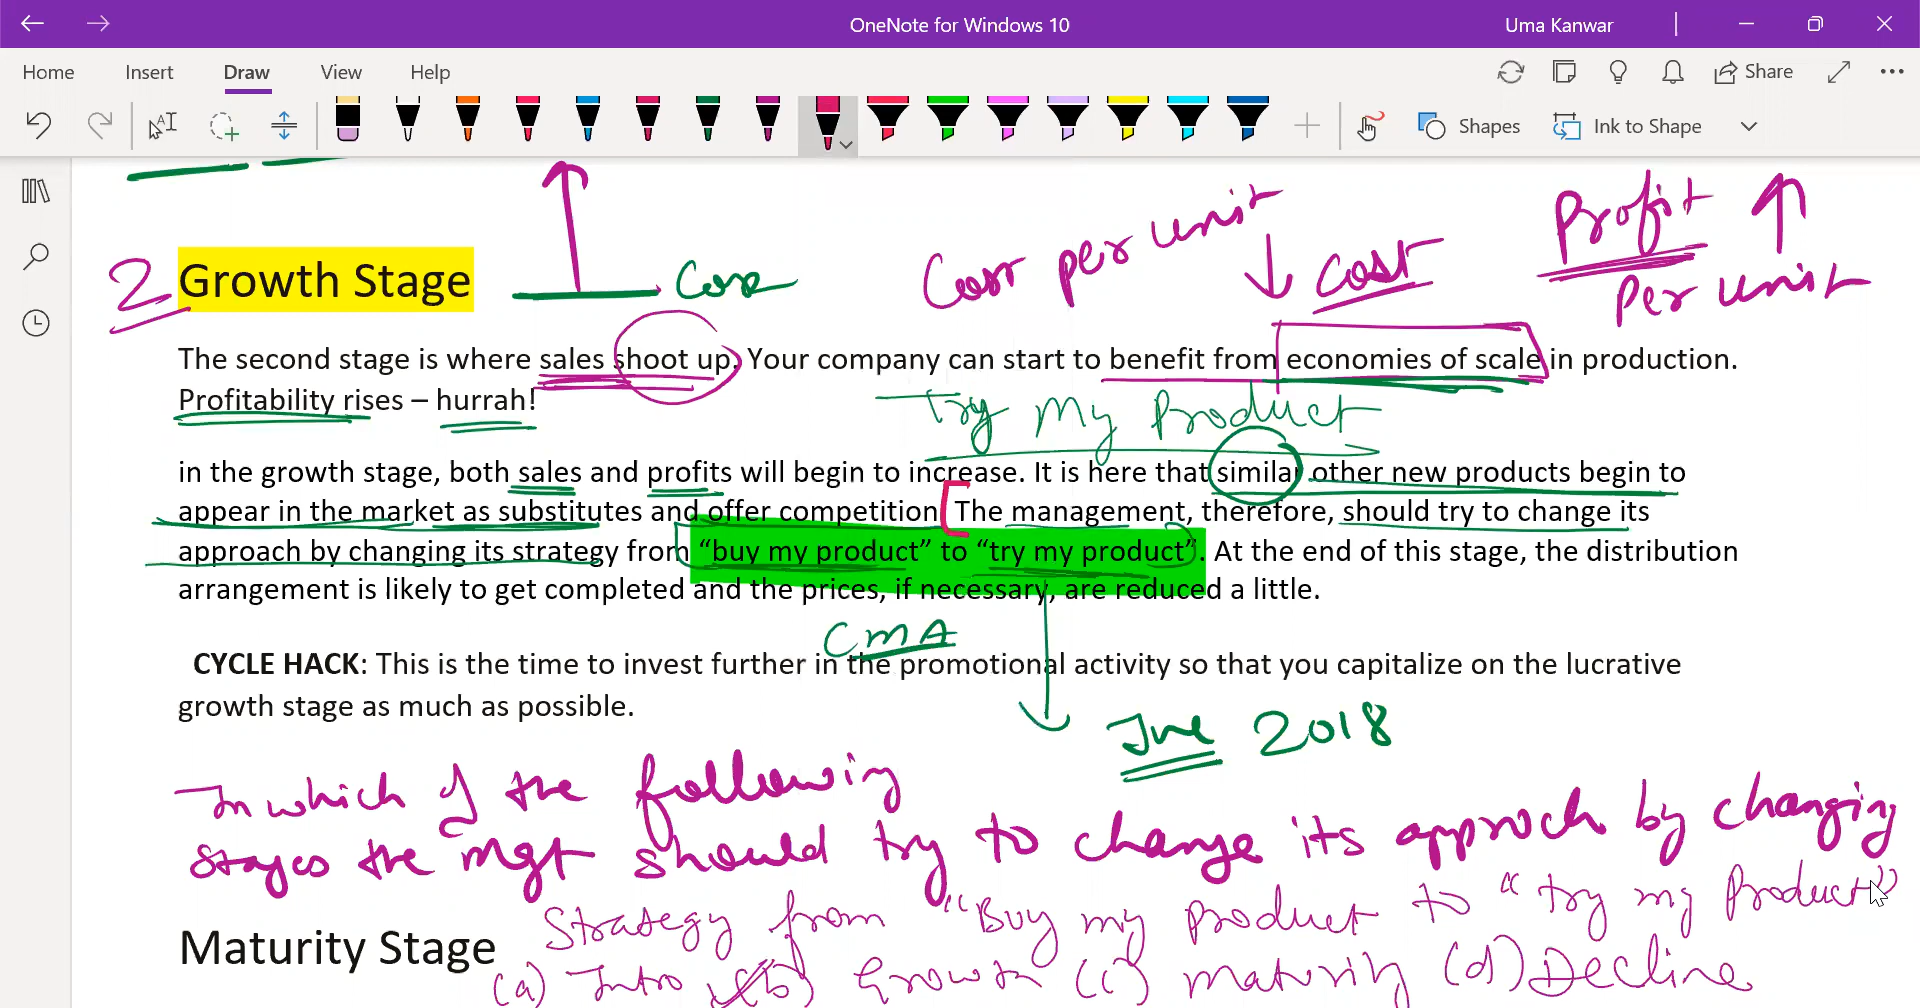 OneNote for Windows 10
Uma Kanwar
Home Insert Draw View Help
Share
Shapes
Ink to Shape
Cost per unit
↓ cost
Profit ↑
per unit
2 Growth Stage
The second stage is where sales shoot up. Your company can start to benefit from economies of scale in production.
Profitability rises – hurrah!
Try My Product
in the growth stage, both sales and profits will begin to increase. It is here that similar other new products begin to
appear in the market as substitutes and offer competition. The management, therefore, should try to change its
approach by changing its strategy from “buy my product” to “try my product”. At the end of this stage, the distribution
arrangement is likely to get completed and the prices, if necessary, are reduced a little.
CMA
CYCLE HACK: This is the time to invest further in the promotional activity so that you capitalize on the lucrative
growth stage as much as possible.
2018
In which of the following
stages the mgt should try to change its approch by changing
Strategy from "Buy my product to "try my Product"
Maturity Stage
(a) Intro (b) Growth (c) maturity (d) Decline